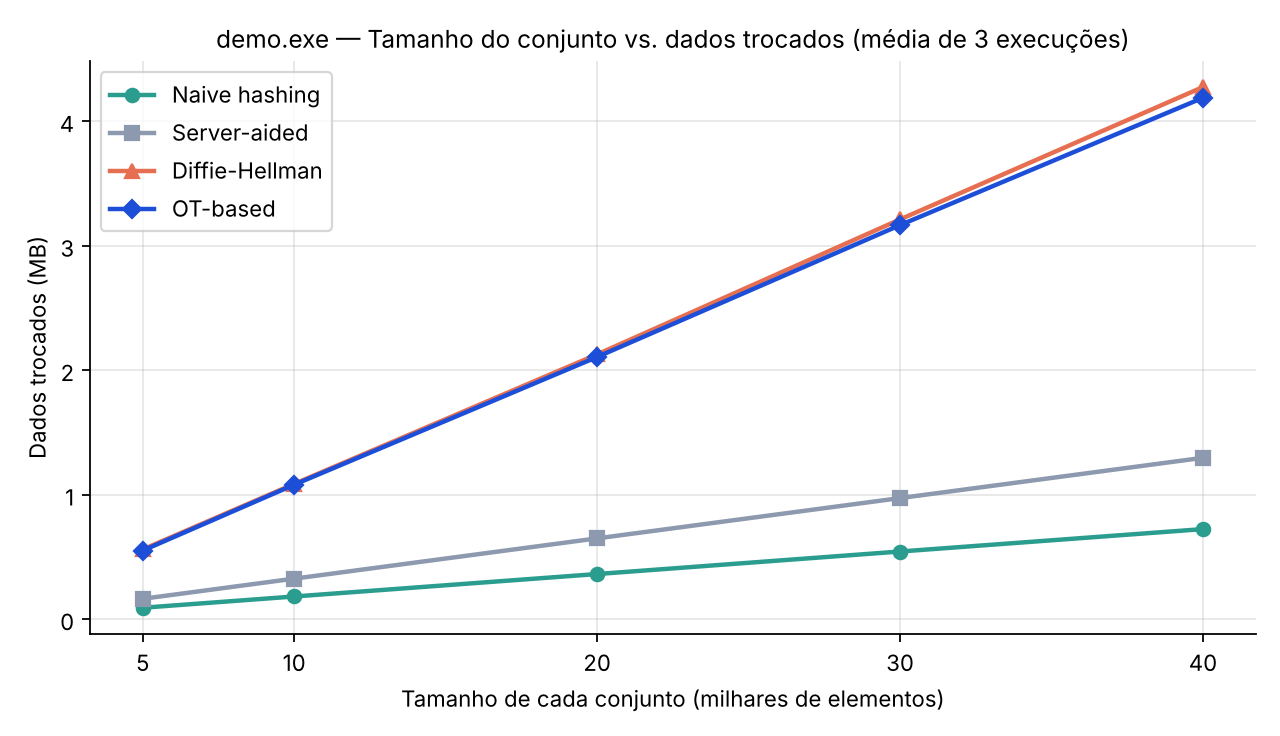 demo.exe — Tamanho do conjunto vs. dados trocados (média de 3 execuções)
Naive hashing
Server-aided
Diffie-Hellman
OT-based
Dados trocados (MB)
4
3
2
1
0
5 10 20 30 40
Tamanho de cada conjunto (milhares de elementos)